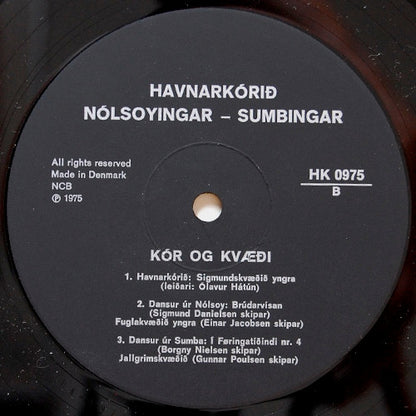 HAVNARKÓRIÐ
NÓLSOYINGAR – SUMBINGAR
All rights reserved
Made in Denmark
NCB
Ⓟ 1975
HK 0975
B
KÓR OG KVÆÐI
1. Havnarkórið: Sigmundskvæðið yngra
(leiðari: Ólavur Hátún)
2. Dansur úr Nólsoy: Brúdarvísan
(Sigmund Danielsen skipar)
Fuglakvæðið yngra (Einar Jacobsen skipar)
3. Dansur úr Sumba: Í Føringatíðindi nr. 4
(Borgny Nielsen skipar)
Jallgrímskvæðið (Gunnar Poulsen skipar)